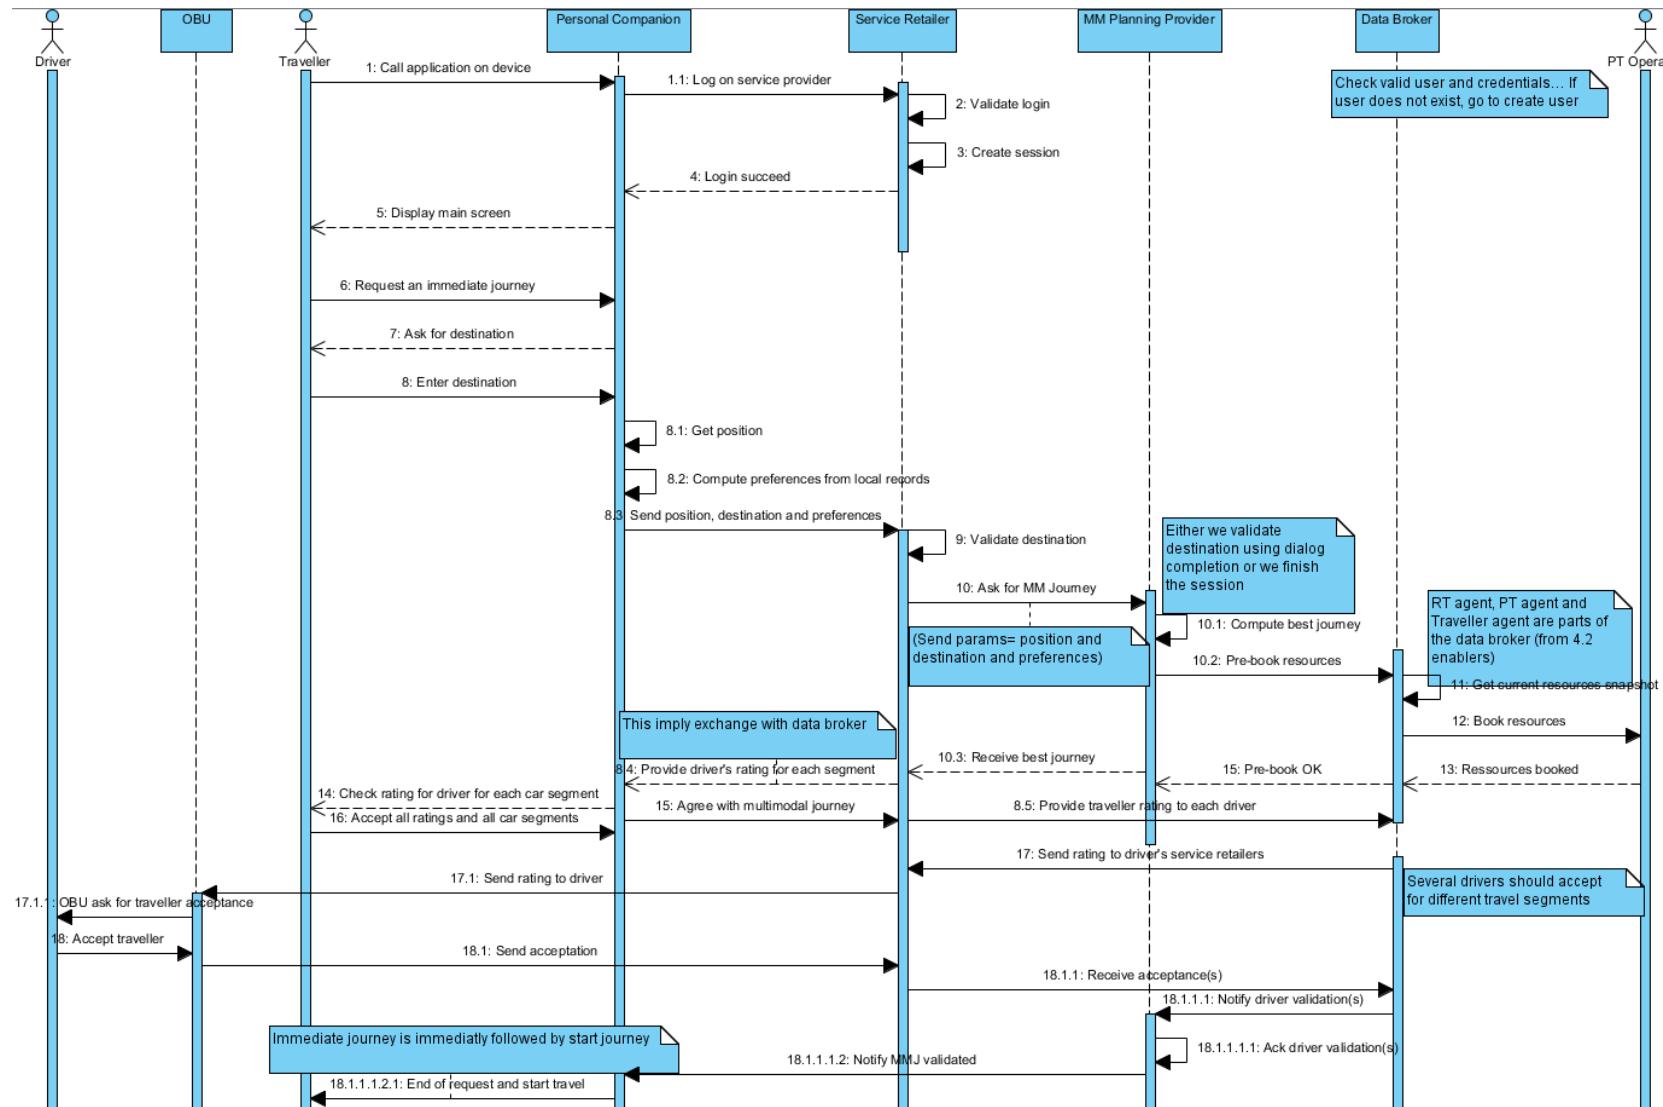 OBU
Personal Companion
Service Retailer
MM Planning Provider
Data Broker
Driver
Traveller
PT Opera
1: Call application on device
1.1: Log on service provider
Check valid user and credentials... If
user does not exist, go to create user
2: Validate login
3: Create session
4: Login succeed
5: Display main screen
6: Request an immediate journey
7: Ask for destination
8: Enter destination
8.1: Get position
8.2: Compute preferences from local records
8.3: Send position, destination and preferences
9: Validate destination
Either we validate
destination using dialog
completion or we finish
the session
10: Ask for MM Journey
RT agent, PT agent and
Traveller agent are parts of
the data broker (from 4.2
enablers)
10.1: Compute best journey
(Send params= position and
destination and preferences)
10.2: Pre-book resources
11: Get current resources snapshot
12: Book resources
This imply exchange with data broker
10.3: Receive best journey
8.4: Provide driver's rating for each segment
15: Pre-book OK
13: Ressources booked
14: Check rating for driver for each car segment
15: Agree with multimodal journey
8.5: Provide traveller rating to each driver
16: Accept all ratings and all car segments
17: Send rating to driver's service retailers
17.1: Send rating to driver
Several drivers should accept
for different travel segments
17.1.1: OBU ask for traveller acceptance
18: Accept traveller
18.1: Send acceptation
18.1.1: Receive acceptance(s)
18.1.1.1: Notify driver validation(s)
Immediate journey is immediatly followed by start journey
18.1.1.1.1: Ack driver validation(s)
18.1.1.1.2: Notify MMJ validated
18.1.1.1.2.1: End of request and start travel